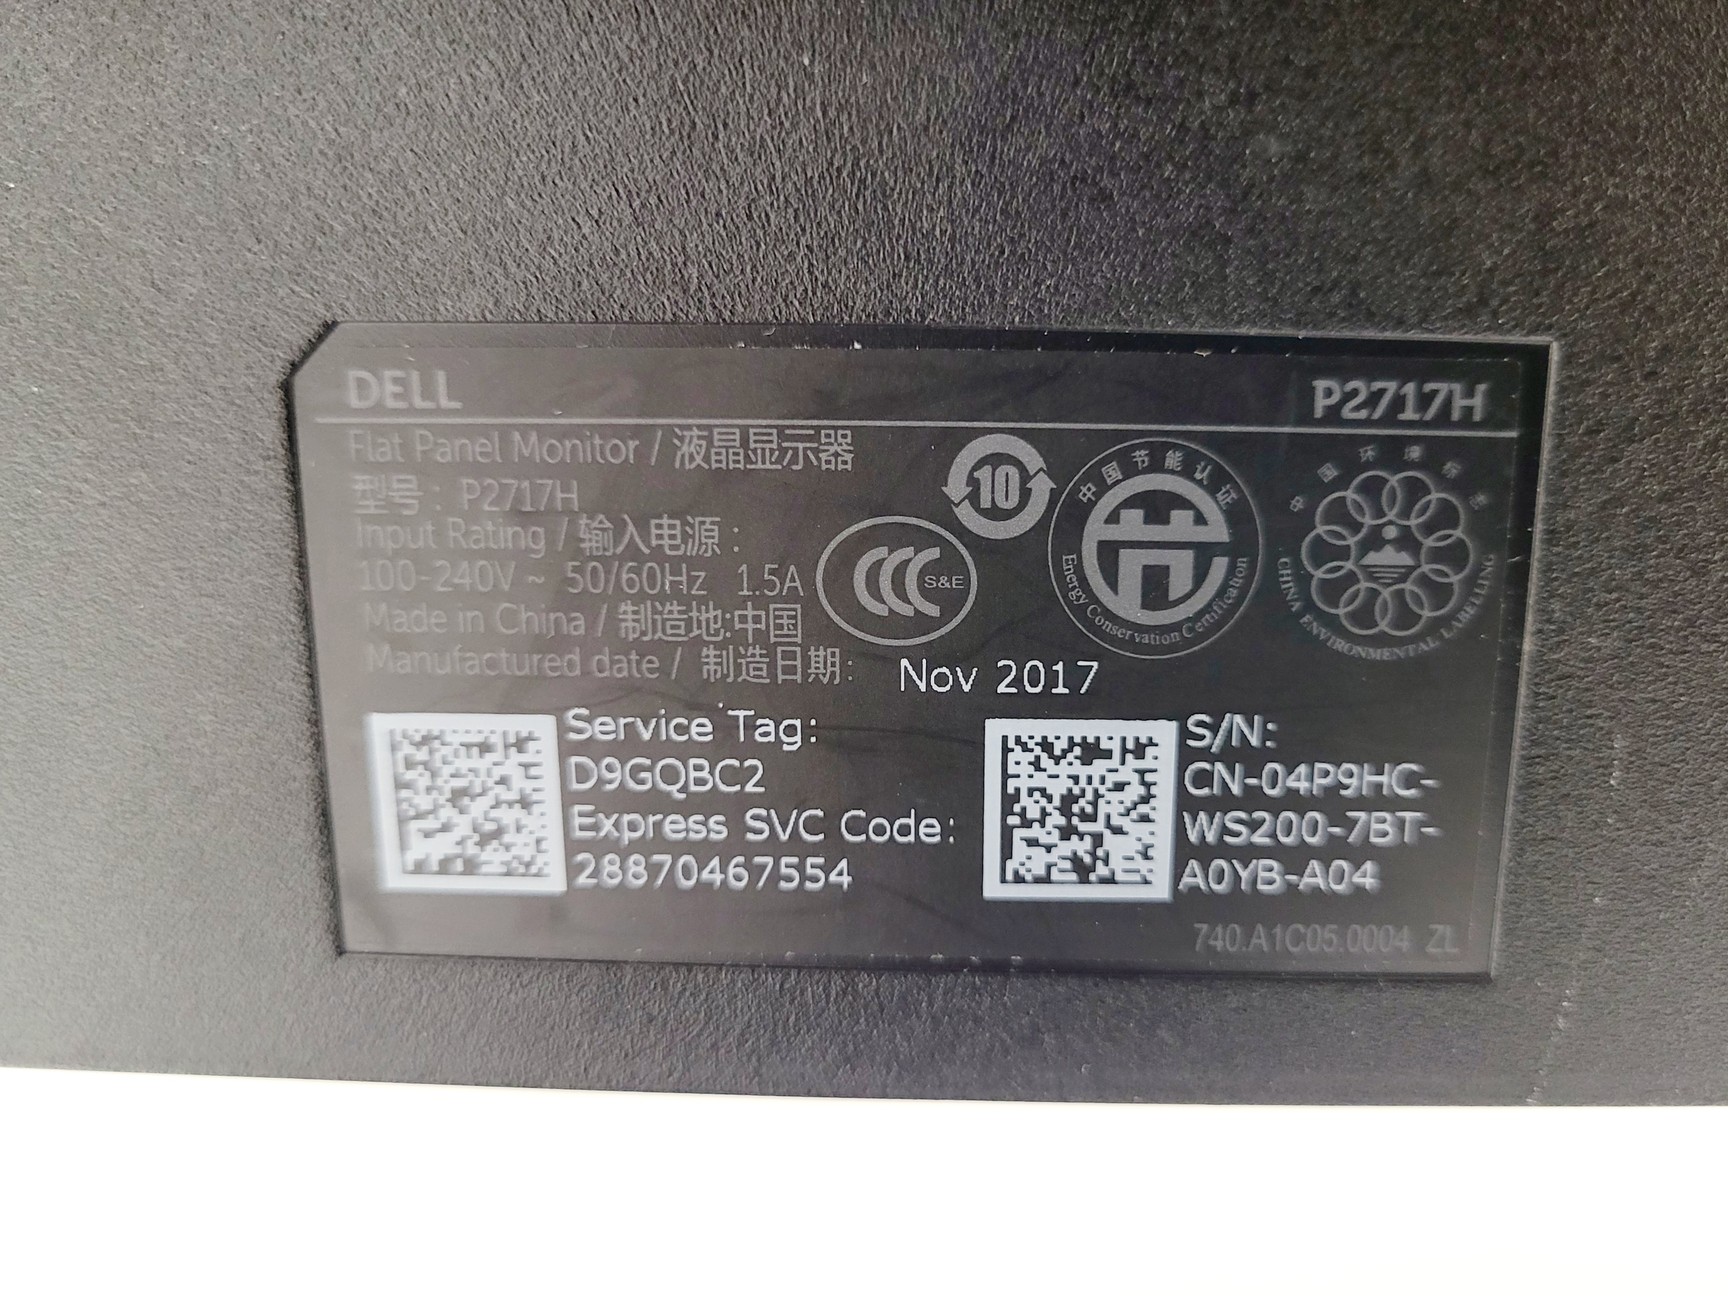 DELL
P2717H
Flat Panel Monitor / 液晶显示器
型号: P2717H
Input Rating / 输入电源:
100-240V ~ 50/60Hz 1.5A
Made in China / 制造地:中国
Manufactured date / 制造日期: Nov 2017
10
CCC S&E
中国节能认证
Energy Conservation Certification
中国环境标志
CHINA ENVIRONMENTAL LABELLING
Service Tag:
D9GQBC2
Express SVC Code:
28870467554
S/N:
CN-04P9HC-
WS200-7BT-
A0YB-A04
740.A1C05.0004 ZL